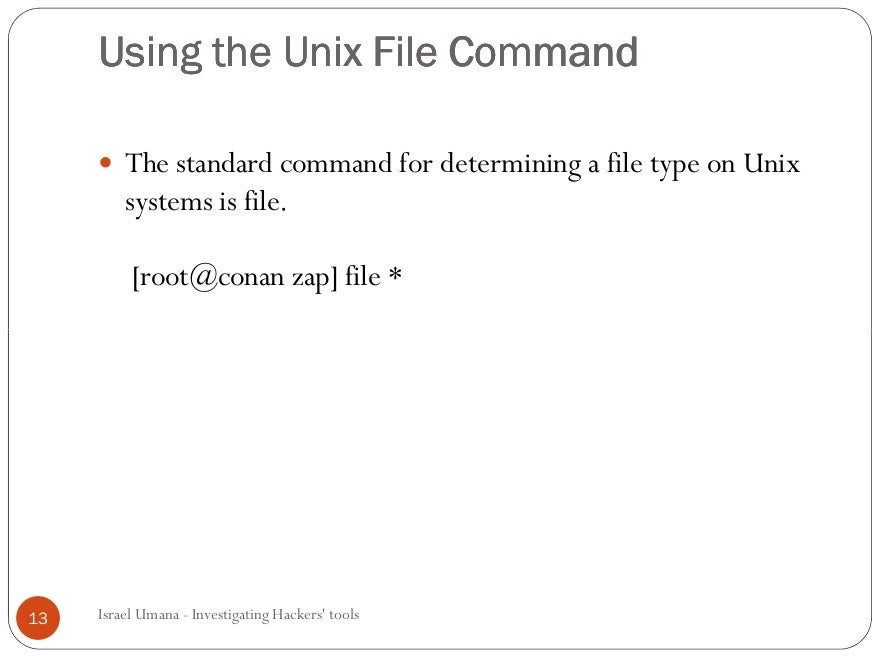 Using the Unix File Command
• The standard command for determining a file type on Unix
systems is file.
[root@conan zap] file *
13
Israel Umana - Investigating Hackers' tools